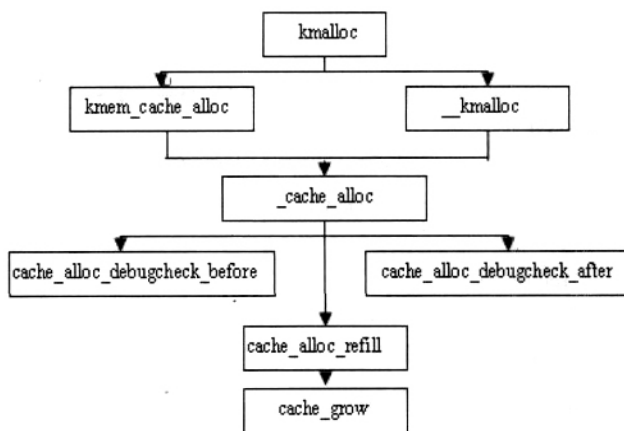 kmalloc
kmem_cache_alloc
__kmalloc
_cache_alloc
cache_alloc_debugcheck_before
cache_alloc_debugcheck_after
cache_alloc_refill
cache_grow